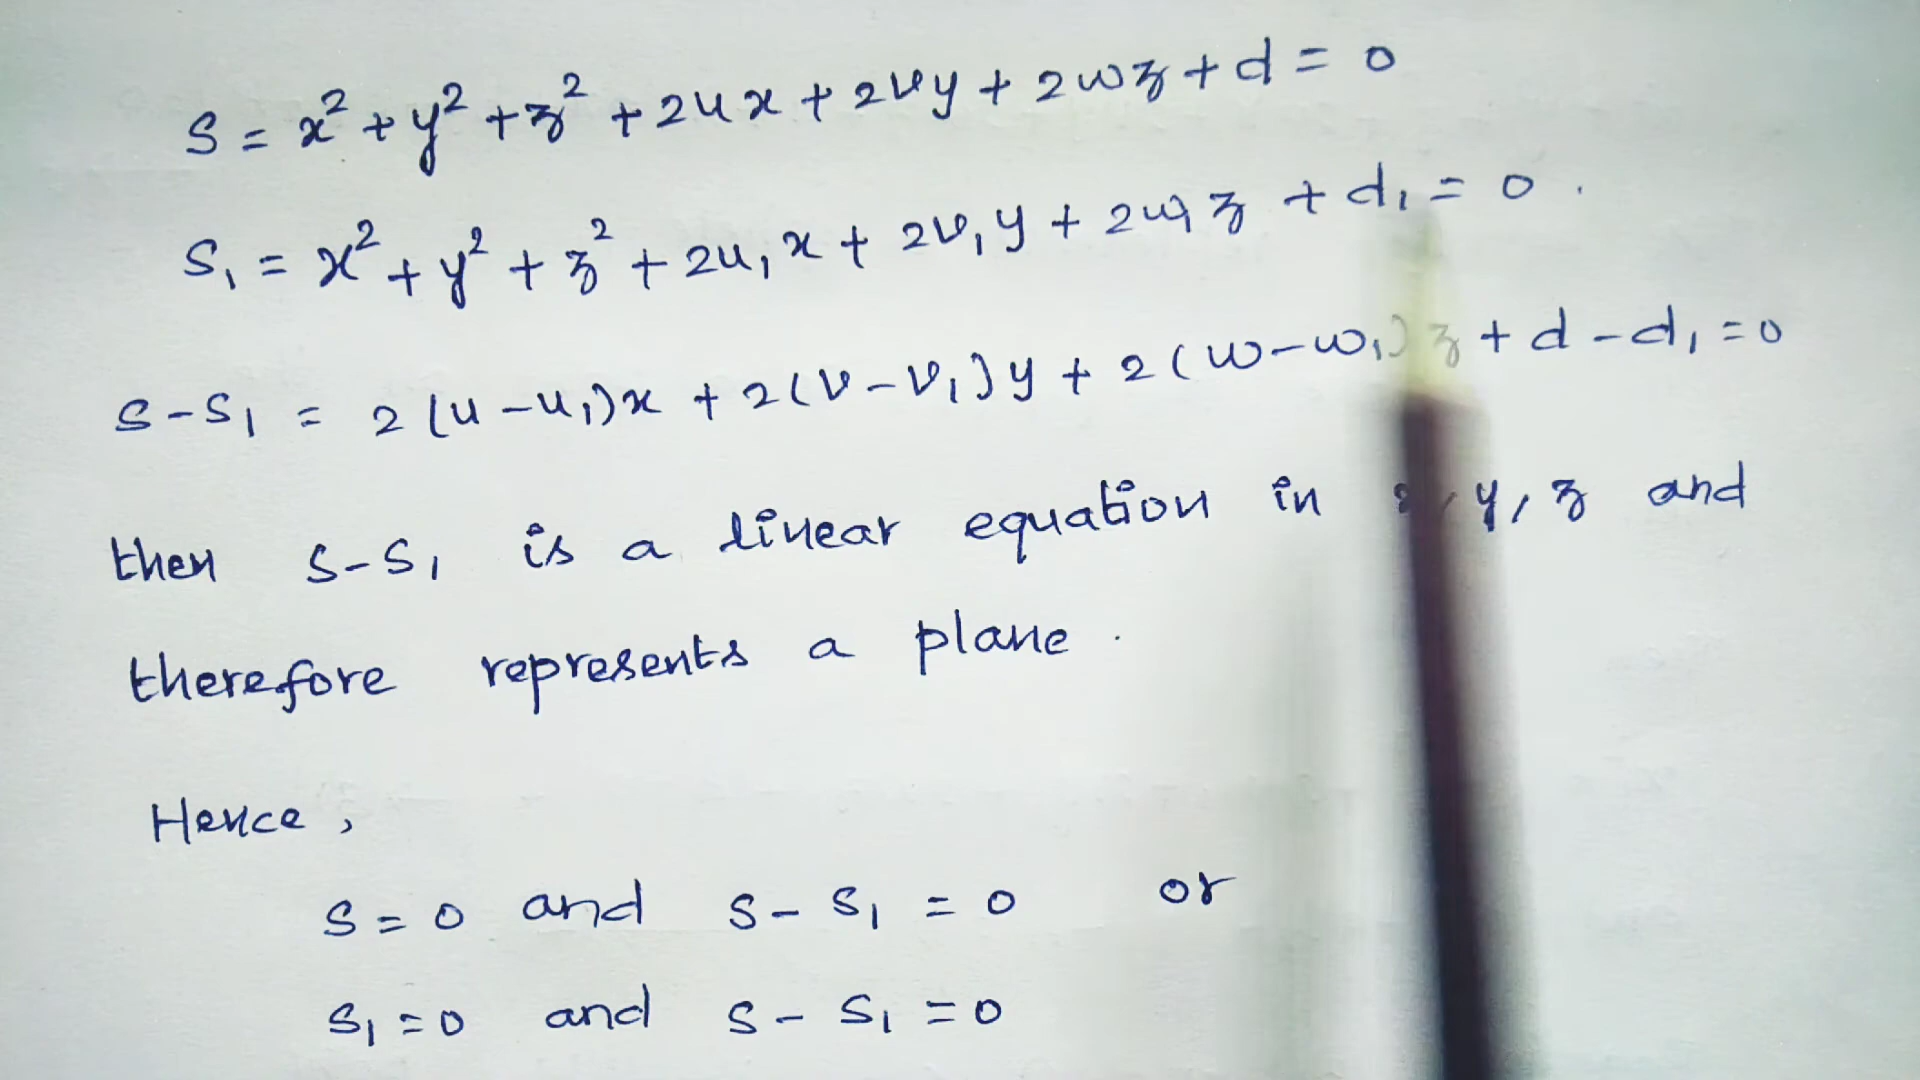 S = x² + y² + z² + 2ux + 2vy + 2wz + d = 0
S₁ = x² + y² + z² + 2u₁x + 2v₁y + 2w₁z + d₁ = 0.
S-S₁ = 2(u-u₁)x + 2(v-v₁)y + 2(w-w₁)z + d-d₁ = 0
then S-S₁ is a linear equation in y, z and
therefore represents a plane.
Hence,
S=0 and S-S₁=0 or
S₁=0 and S-S₁=0